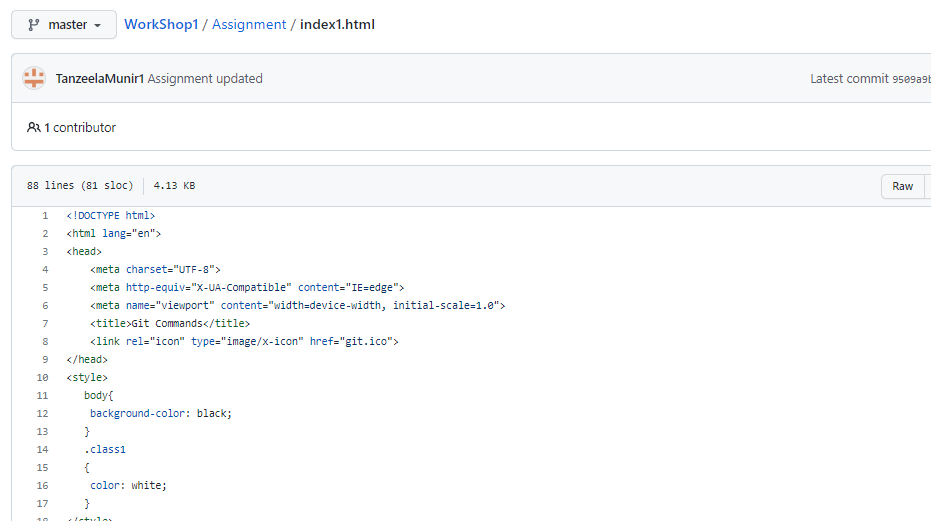 master WorkShop1 / Assignment / index1.html
TanzeelaMunir1 Assignment updated Latest commit 9509a9b
1 contributor
88 lines (81 sloc) 4.13 KB Raw
1 <!DOCTYPE html>
2 <html lang="en">
3 <head>
4 <meta charset="UTF-8">
5 <meta http-equiv="X-UA-Compatible" content="IE=edge">
6 <meta name="viewport" content="width=device-width, initial-scale=1.0">
7 <title>Git Commands</title>
8 <link rel="icon" type="image/x-icon" href="git.ico">
9 </head>
10 <style>
11 body{
12 background-color: black;
13 }
14 .class1
15 {
16 color: white;
17 }
18 </style>